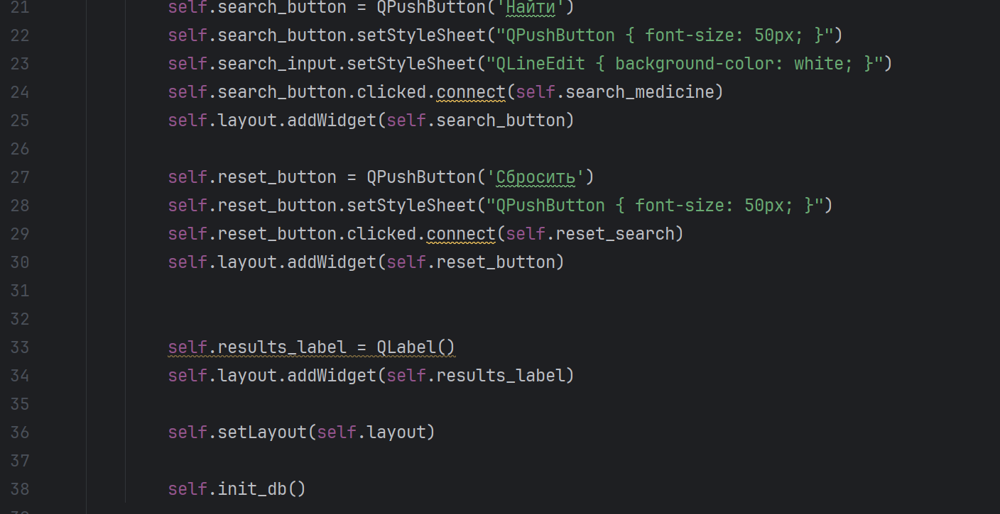 21 self.search_button = QPushButton('Найти')
22 self.search_button.setStyleSheet("QPushButton { font-size: 50px; }")
23 self.search_input.setStyleSheet("QLineEdit { background-color: white; }")
24 self.search_button.clicked.connect(self.search_medicine)
25 self.layout.addWidget(self.search_button)
26
27 self.reset_button = QPushButton('Сбросить')
28 self.reset_button.setStyleSheet("QPushButton { font-size: 50px; }")
29 self.reset_button.clicked.connect(self.reset_search)
30 self.layout.addWidget(self.reset_button)
31
32
33 self.results_label = QLabel()
34 self.layout.addWidget(self.results_label)
35
36 self.setLayout(self.layout)
37
38 self.init_db()